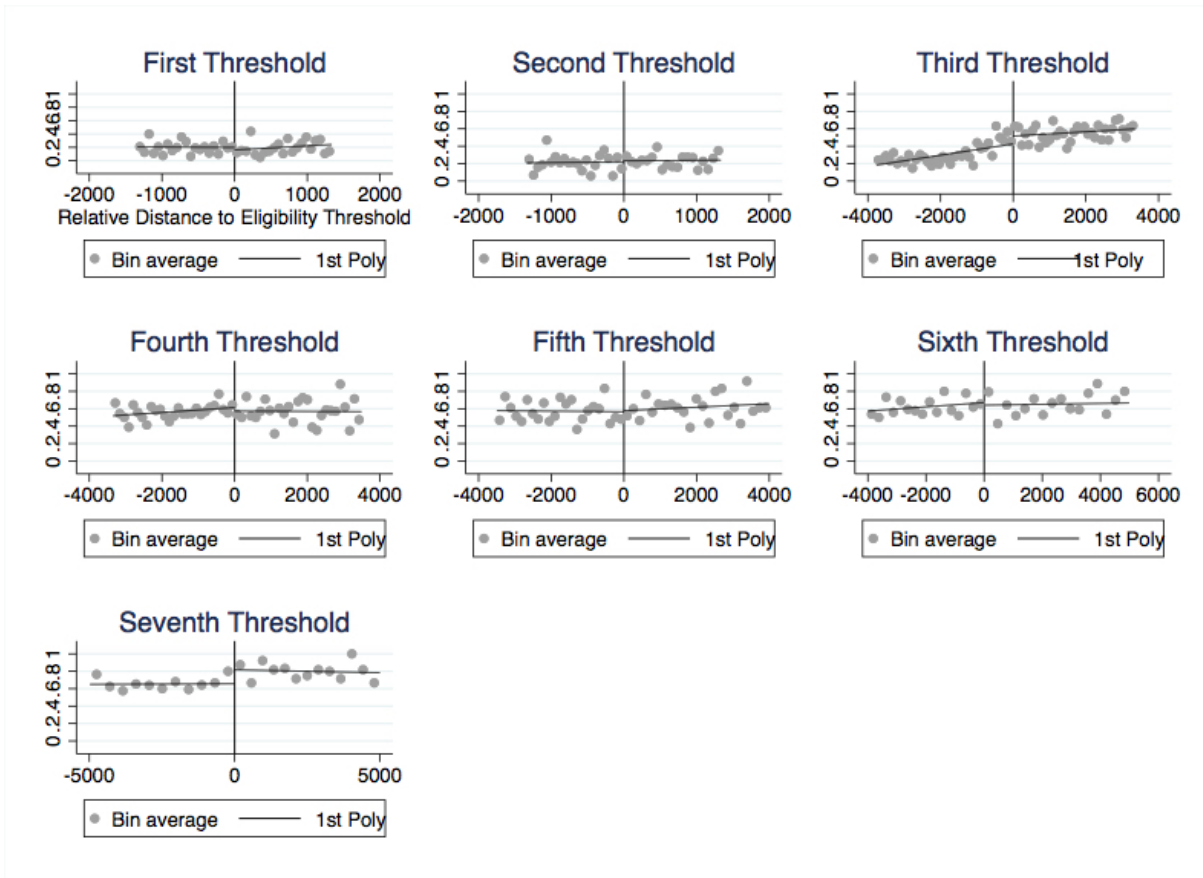 First Threshold
0 .2 .4 .6 .8 1
-2000 -1000 0 1000 2000
Relative Distance to Eligibility Threshold
Bin average 1st Poly
Second Threshold
0 .2 .4 .6 .8 1
-2000 -1000 0 1000 2000
Bin average 1st Poly
Third Threshold
0 .2 .4 .6 .8 1
-4000 -2000 0 2000 4000
Bin average 1st Poly
Fourth Threshold
0 .2 .4 .6 .8 1
-4000 -2000 0 2000 4000
Bin average 1st Poly
Fifth Threshold
0 .2 .4 .6 .8 1
-4000 -2000 0 2000 4000
Bin average 1st Poly
Sixth Threshold
0 .2 .4 .6 .8 1
-4000 -2000 0 2000 4000 6000
Bin average 1st Poly
Seventh Threshold
0 .2 .4 .6 .8 1
-5000 0 5000
Bin average 1st Poly